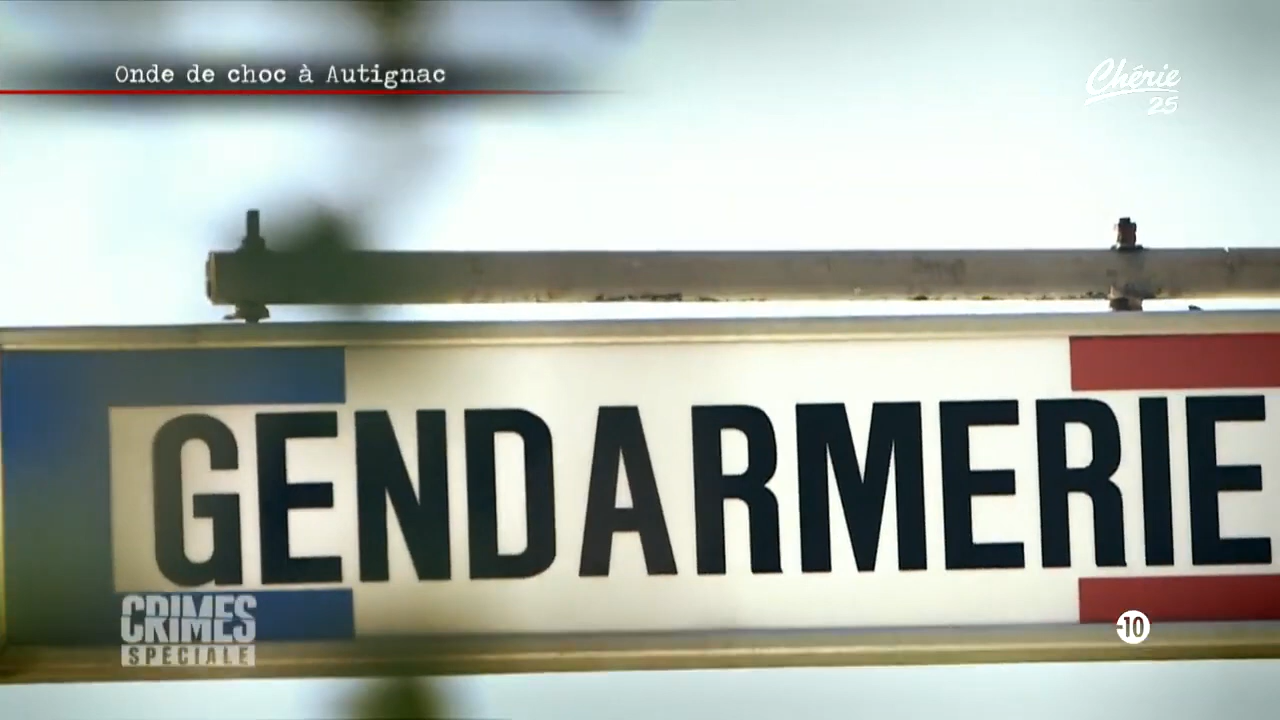 Onde de choc à Autignac
Chérie
25
GENDARMERIE
CRIMES
SPÉCIALE
-10